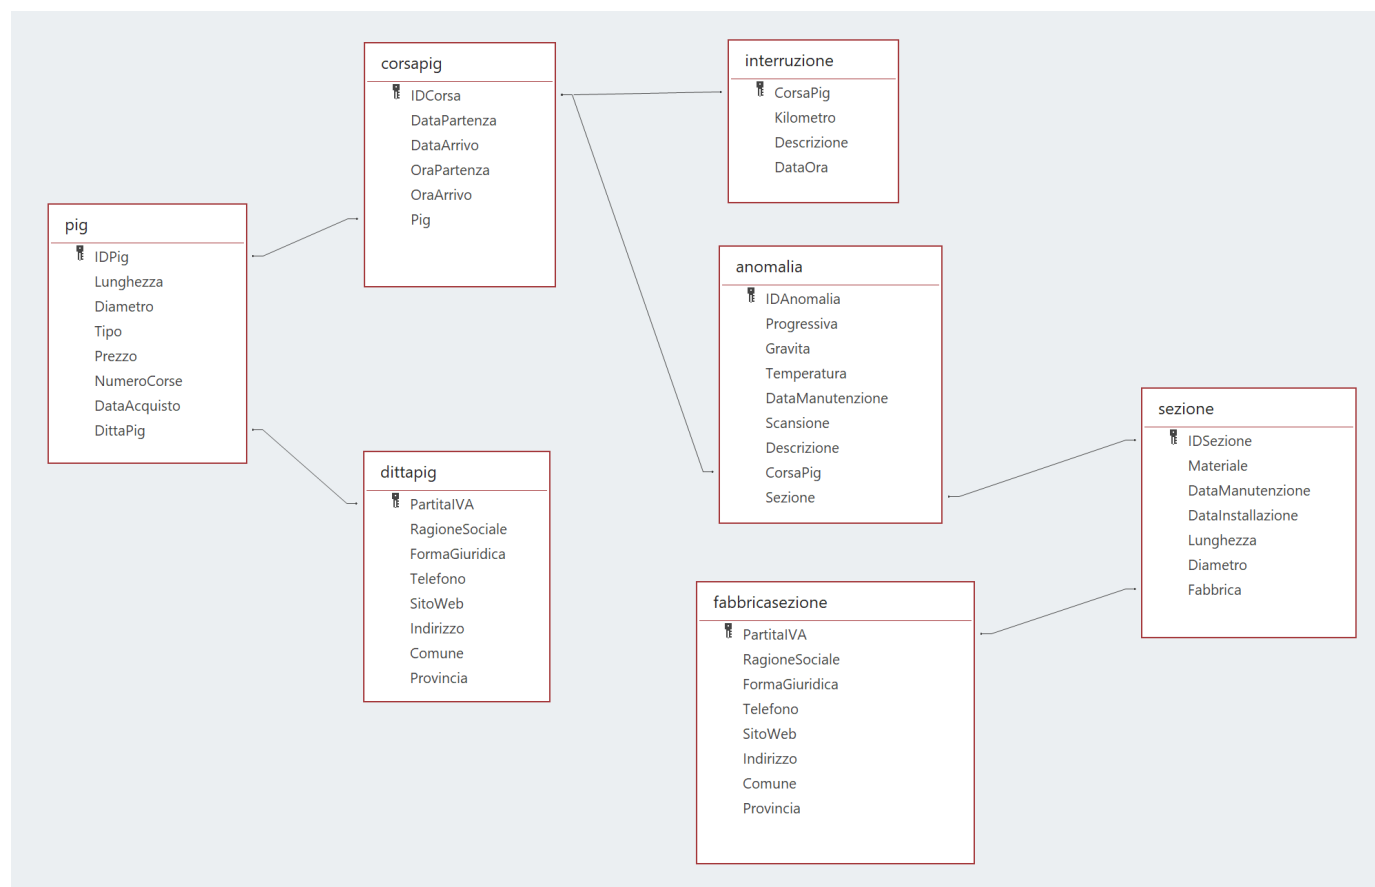 corsapig
IDCorsa
DataPartenza
DataArrivo
OraPartenza
OraArrivo
Pig
interruzione
CorsaPig
Kilometro
Descrizione
DataOra
pig
IDPig
Lunghezza
Diametro
Tipo
Prezzo
NumeroCorse
DataAcquisto
DittaPig
anomalia
IDAnomalia
Progressiva
Gravita
Temperatura
DataManutenzione
Scansione
Descrizione
CorsaPig
Sezione
sezione
IDSezione
Materiale
DataManutenzione
DataInstallazione
Lunghezza
Diametro
Fabbrica
dittapig
PartitaIVA
RagioneSociale
FormaGiuridica
Telefono
SitoWeb
Indirizzo
Comune
Provincia
fabbricasezione
PartitaIVA
RagioneSociale
FormaGiuridica
Telefono
SitoWeb
Indirizzo
Comune
Provincia